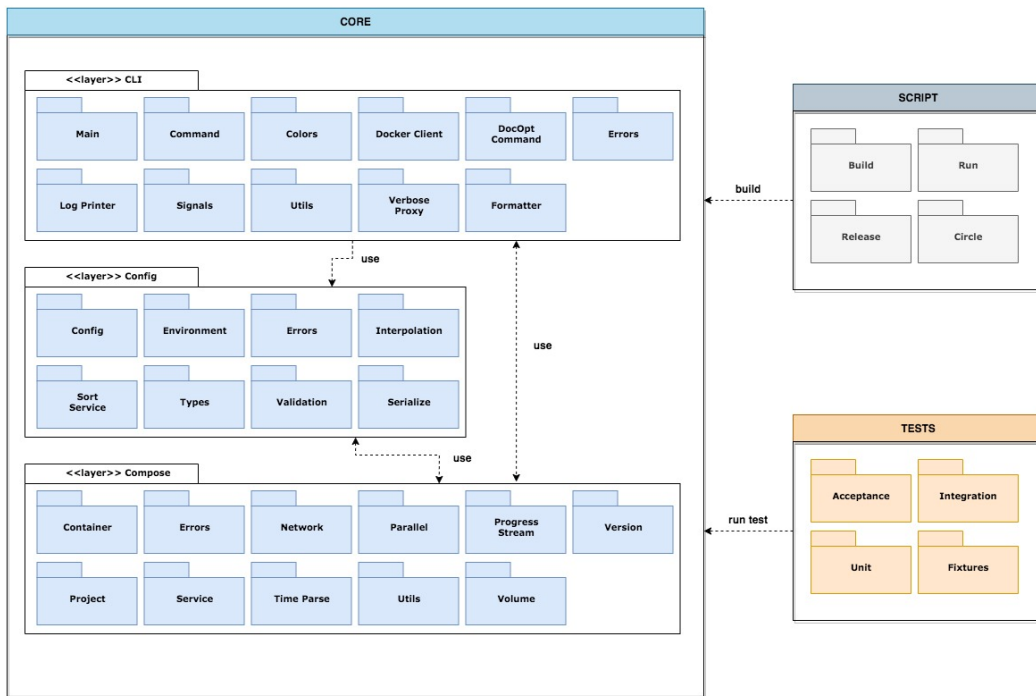 CORE
<<layer>> CLI
Main
Command
Colors
Docker Client
DocOpt
Command
Errors
Log Printer
Signals
Utils
Verbose
Proxy
Formatter
use
<<layer>> Config
Config
Environment
Errors
Interpolation
Sort
Service
Types
Validation
Serialize
use
use
<<layer>> Compose
Container
Errors
Network
Parallel
Progress
Stream
Version
Project
Service
Time Parse
Utils
Volume
build
SCRIPT
Build
Run
Release
Circle
run test
TESTS
Acceptance
Integration
Unit
Fixtures